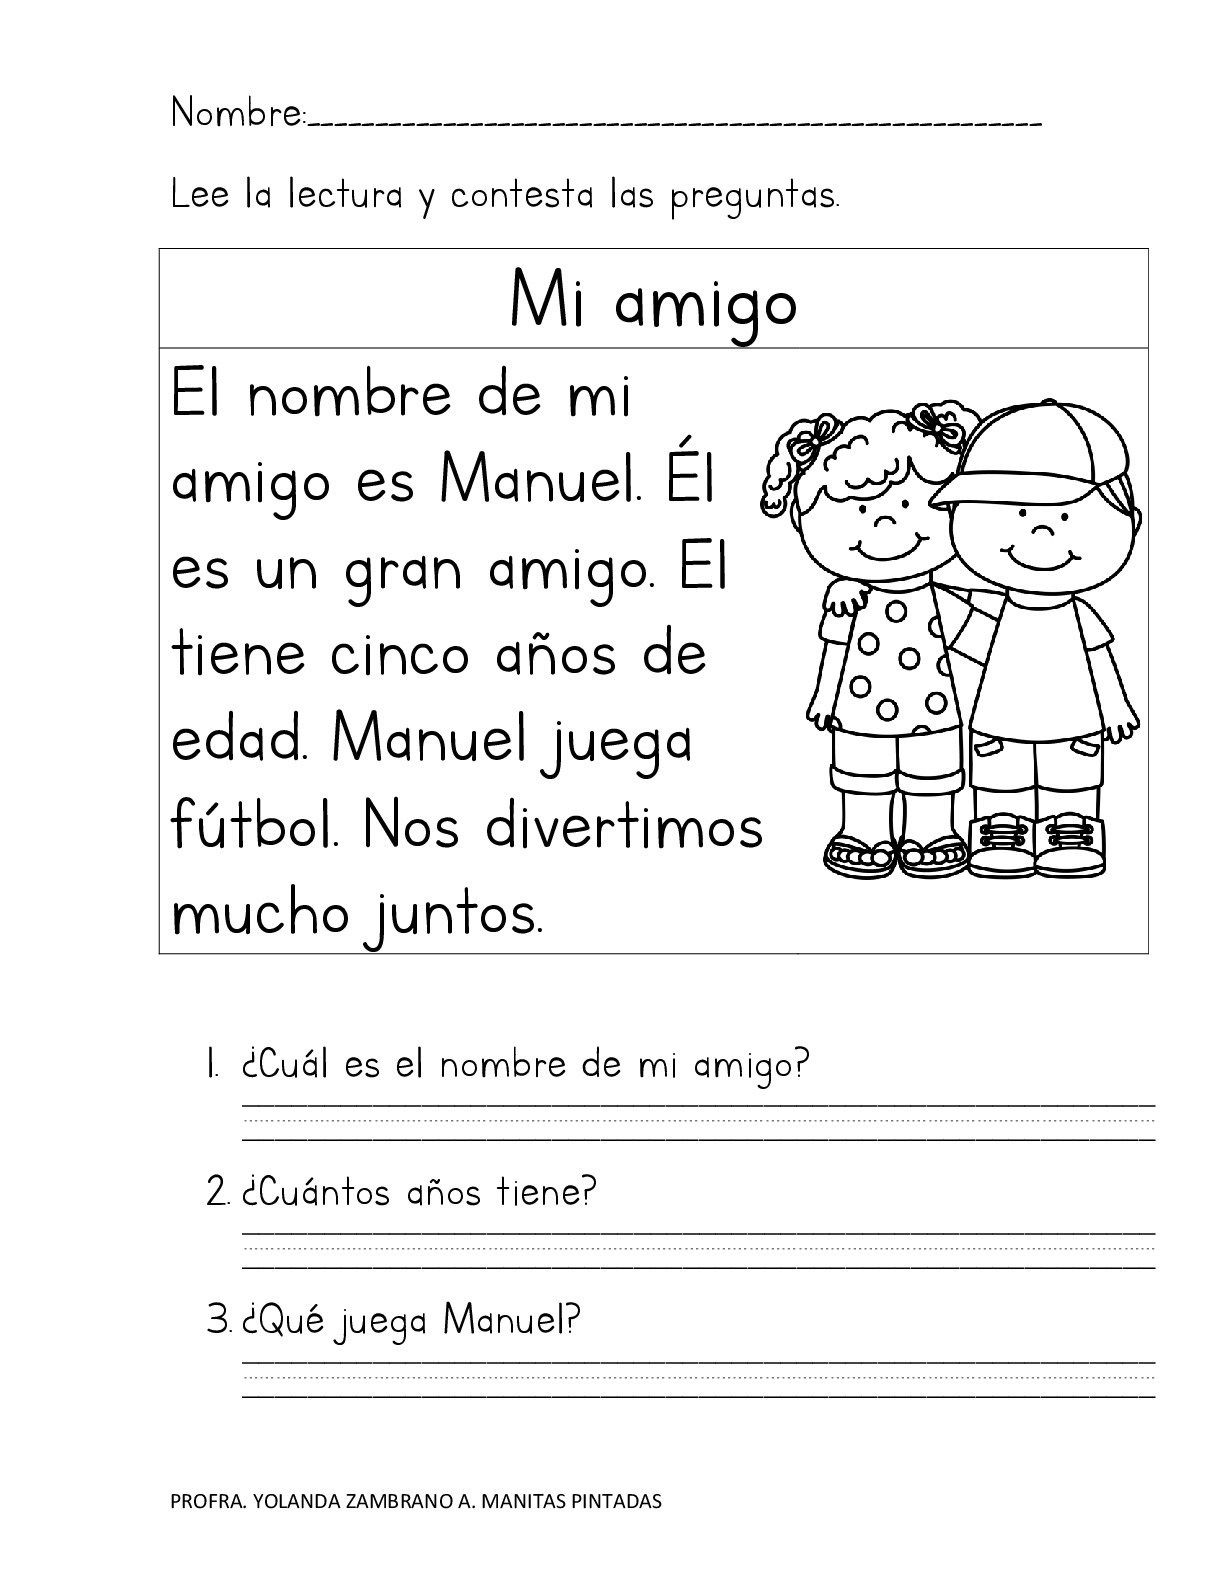 Nombre:______________________________________________________
Lee la lectura y contesta las preguntas.
Mi amigo
El nombre de mi
amigo es Manuel. Él
es un gran amigo. El
tiene cinco años de
edad. Manuel juega
fútbol. Nos divertimos
mucho juntos.
1. ¿Cuál es el nombre de mi amigo?
2. ¿Cuántos años tiene?
3. ¿Qué juega Manuel?
PROFRA. YOLANDA ZAMBRANO A. MANITAS PINTADAS